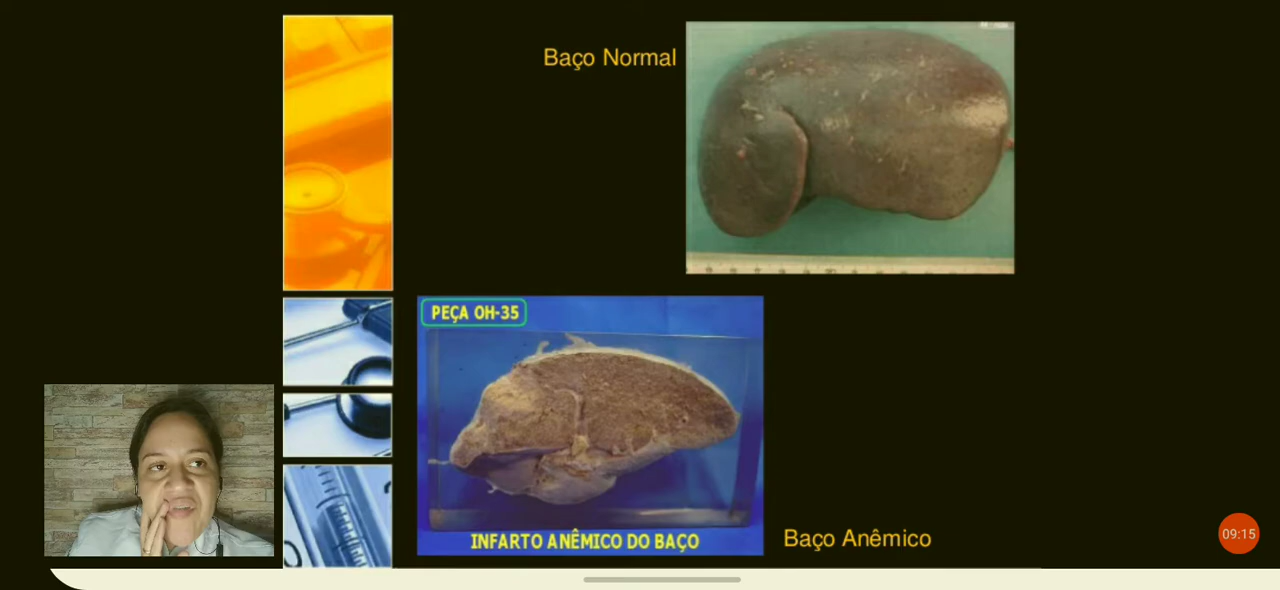 Baço Normal
PEÇA OH-35
INFARTO ANÊMICO DO BAÇO
Baço Anêmico
09:15